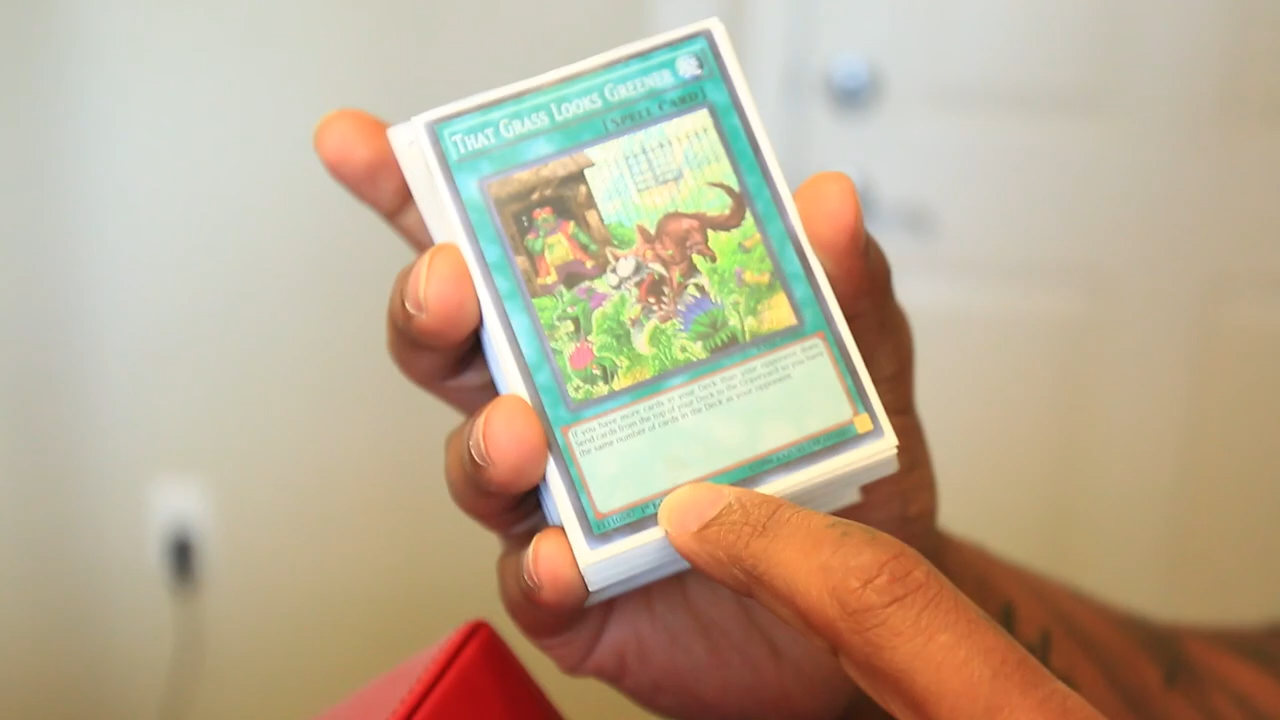 THAT GRASS LOOKS GREENER
[SPELL CARD]
If you have more cards in your Deck than your opponent does:
Send cards from the top of your Deck to the Graveyard so you have
the same number of cards in the Deck as your opponent.